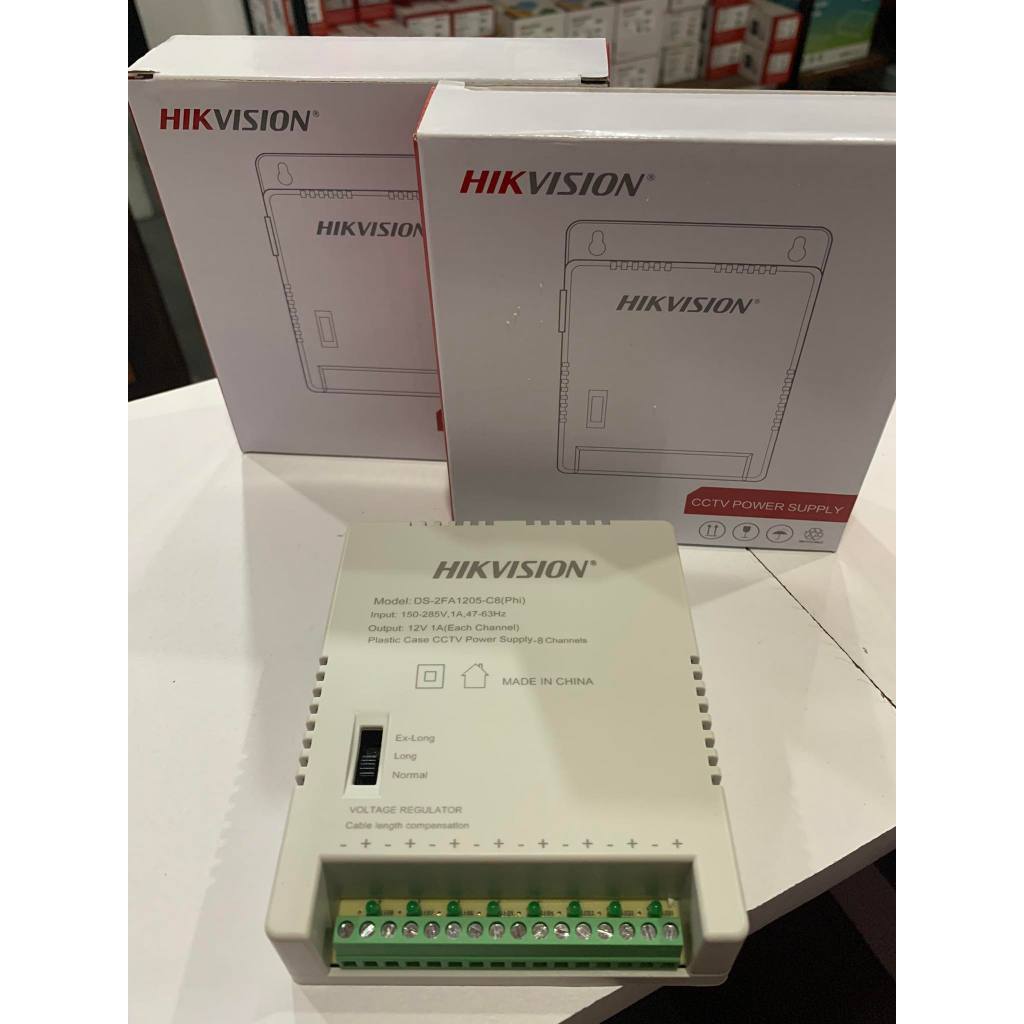 HIKVISION®
HIKVISION
HIKVISION®
HIKVISION®
CCTV POWER SUPPLY
HIKVISION®
Model: DS-2FA1205-C8(Phi)
Input: 150-285V,1A,47-63Hz
Output: 12V 1A(Each Channel)
Plastic Case CCTV Power Supply-8 Channels
MADE IN CHINA
Ex-Long
Long
Normal
VOLTAGE REGULATOR
Cable length compensation
- + - + - + - + - + - + - + - +